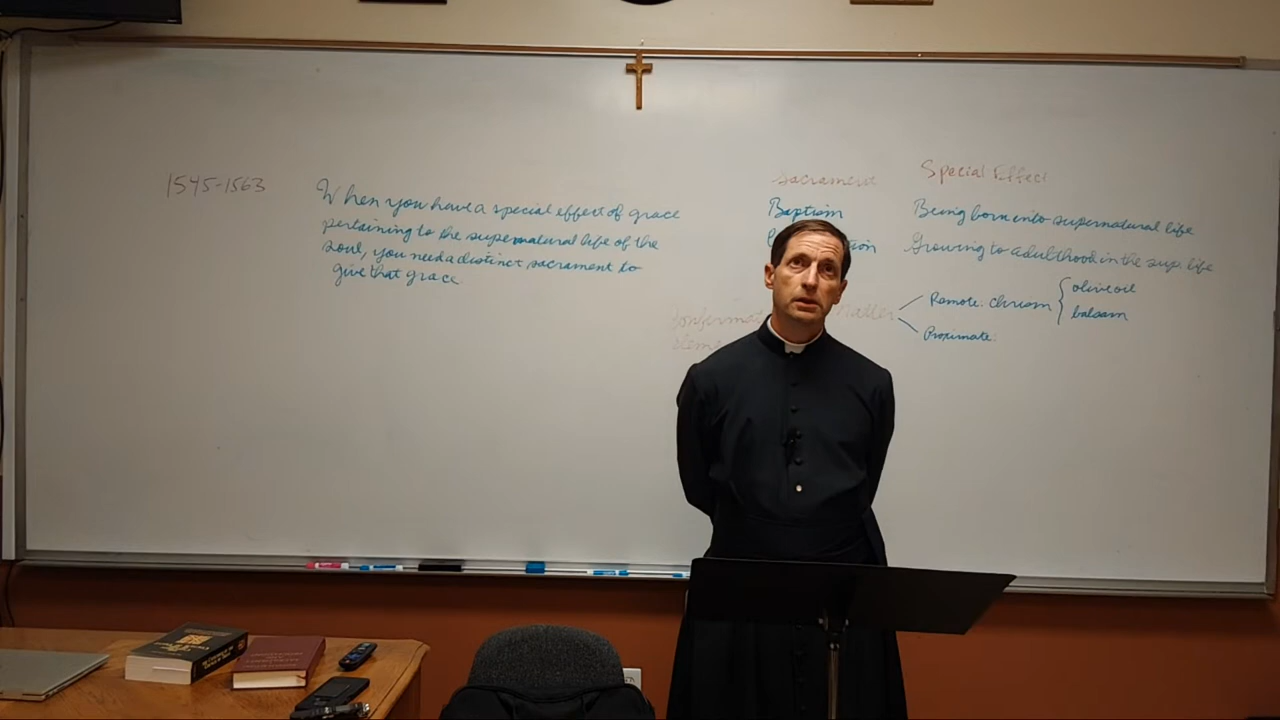 1545-1563
When you have a special effect of grace
pertaining to the supernatural life of the
soul, you need a distinct sacrament to
give that grace
Sacrament
Special Effect
Baptism
Being born into supernatural life
Growing to adulthood in the sup. life
Matter
Remote: chrism
olive oil
balsam
Proximate: